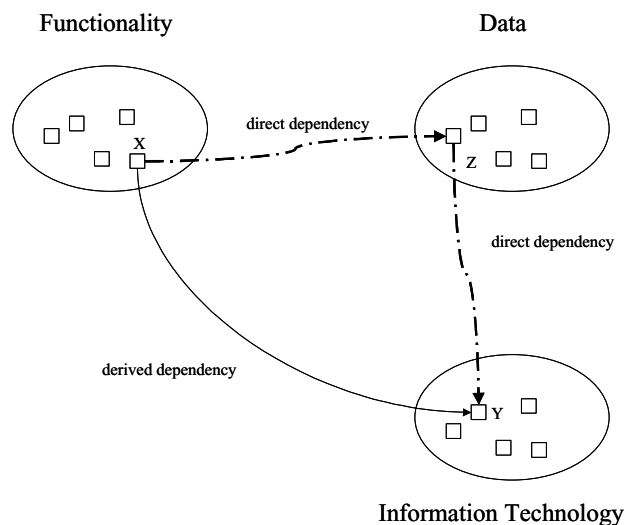 Functionality
Data
direct dependency
X
Z
direct dependency
derived dependency
Y
Information Technology